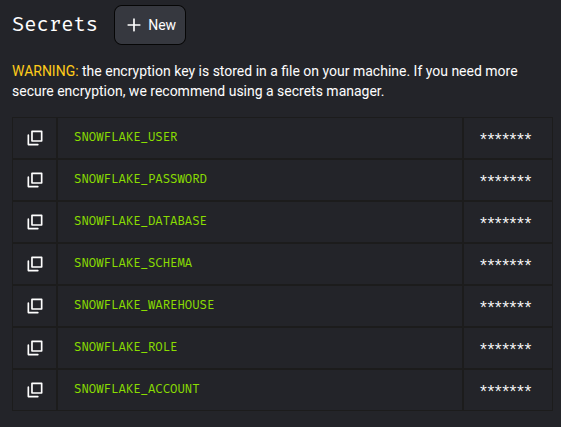 Secrets
+ New
WARNING: the encryption key is stored in a file on your machine. If you need more
secure encryption, we recommend using a secrets manager.
SNOWFLAKE_USER *******
SNOWFLAKE_PASSWORD *******
SNOWFLAKE_DATABASE *******
SNOWFLAKE_SCHEMA *******
SNOWFLAKE_WAREHOUSE *******
SNOWFLAKE_ROLE *******
SNOWFLAKE_ACCOUNT *******